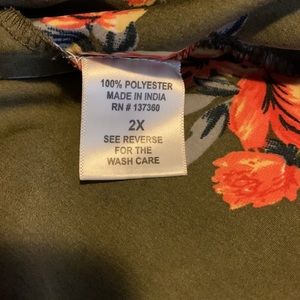 100% POLYESTER
MADE IN INDIA
RN # 137360
2X
SEE REVERSE
FOR THE
WASH CARE